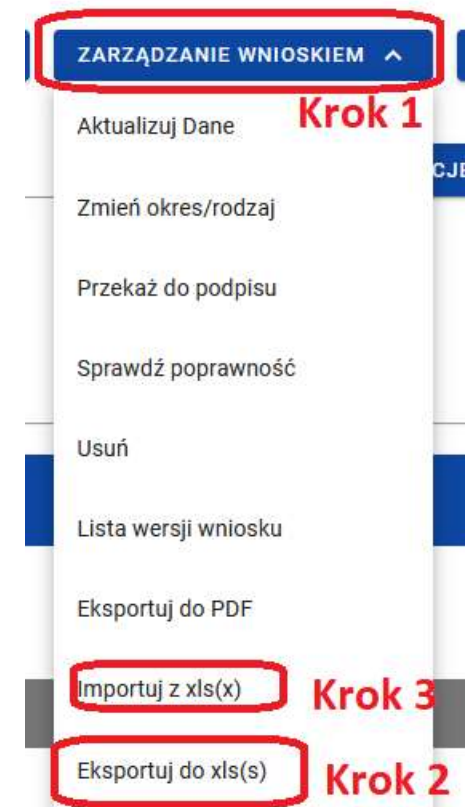 ZARZĄDZANIE WNIOSKIEM
Krok 1
Aktualizuj Dane
CJE
Zmień okres/rodzaj
Przekaż do podpisu
Sprawdź poprawność
Usuń
Lista wersji wniosku
Eksportuj do PDF
Importuj z xls(x)
Krok 3
Eksportuj do xls(s)
Krok 2